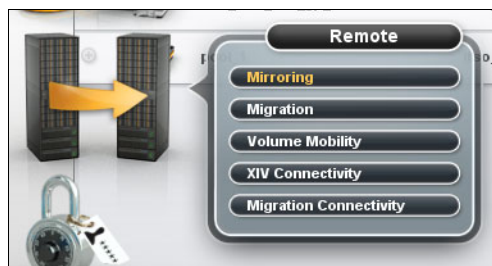 Remote
Mirroring
Migration
Volume Mobility
XIV Connectivity
Migration Connectivity